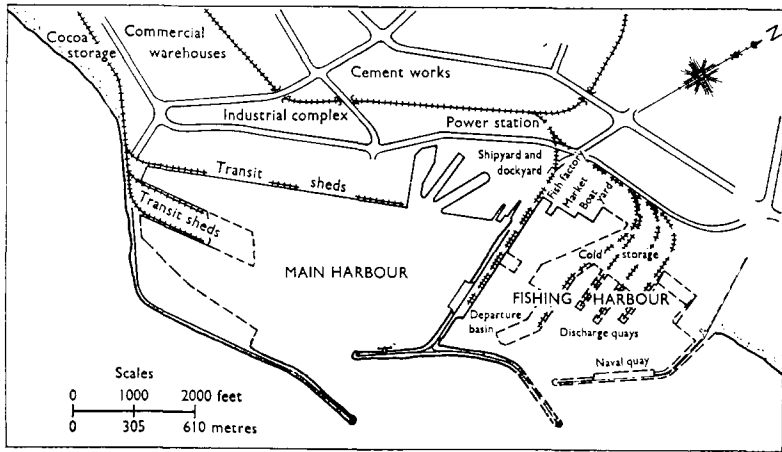 Cocoa
storage
Commercial
warehouses
Cement works
N
Industrial complex
Power station
Transit sheds
Shipyard and
dockyard
Fish factory
Market
Boat
yard
Transit sheds
Cold storage
MAIN HARBOUR
FISHING HARBOUR
Departure
basin
Discharge quays
Naval quay
Scales
0 1000 2000 feet
0 305 610 metres